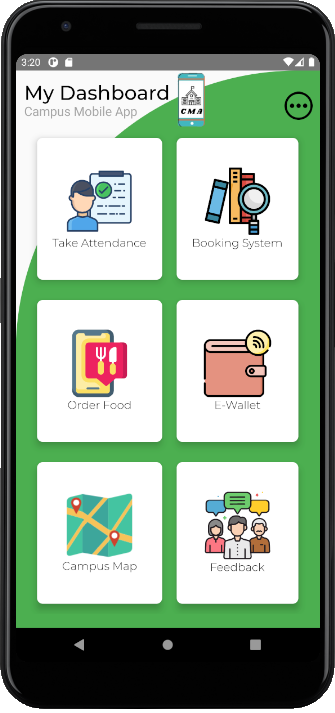 3:20
My Dashboard
Campus Mobile App
CMA
Take Attendance
Booking System
Order Food
E-Wallet
Campus Map
Feedback